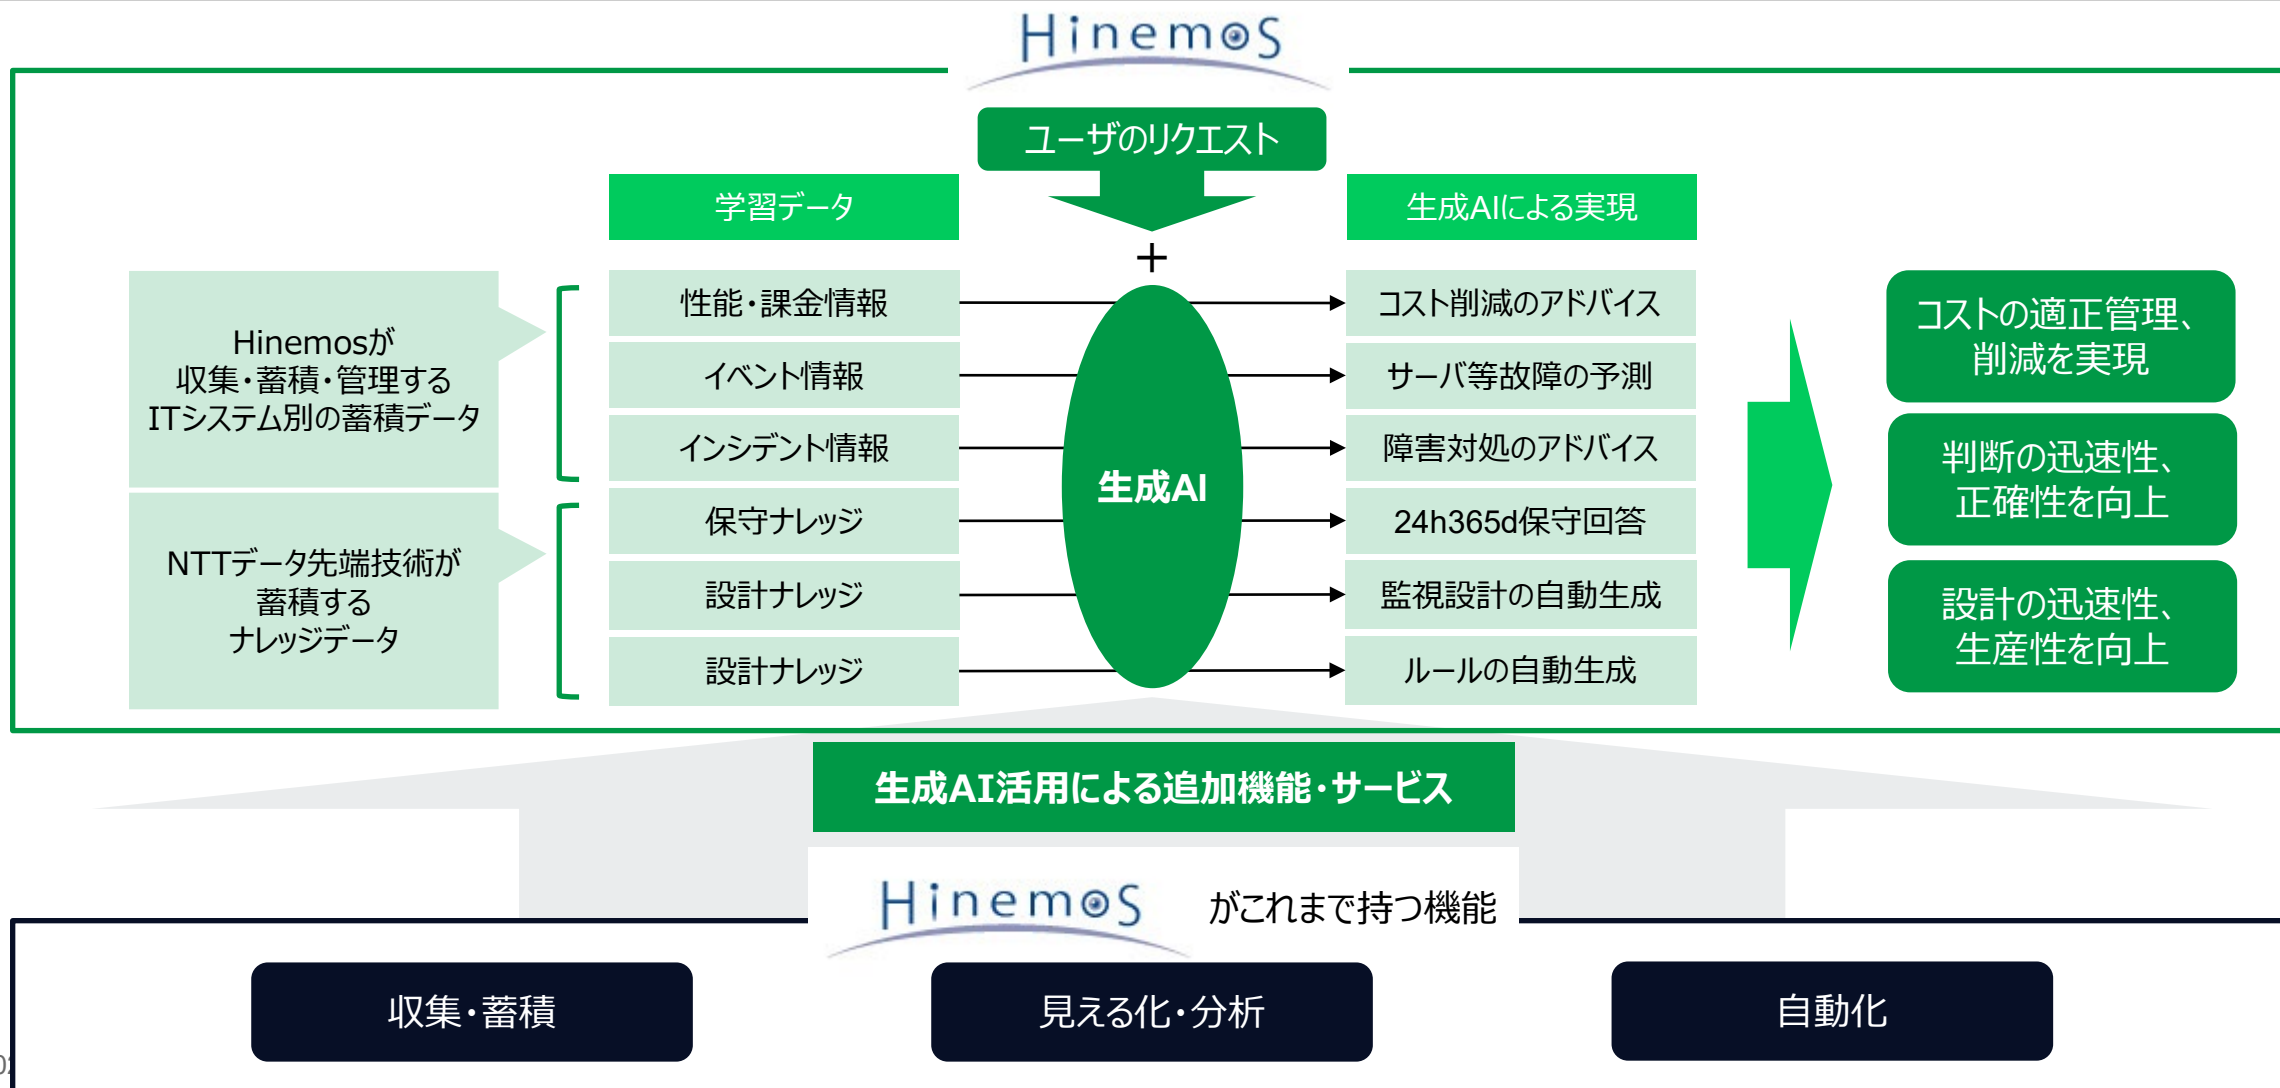 Hinemos
ユーザのリクエスト
学習データ
生成AIによる実現
+
Hinemosが
収集・蓄積・管理する
ITシステム別の蓄積データ
NTTデータ先端技術が
蓄積する
ナレッジデータ
性能・課金情報
イベント情報
インシデント情報
保守ナレッジ
設計ナレッジ
設計ナレッジ
生成AI
コスト削減のアドバイス
サーバ等故障の予測
障害対処のアドバイス
24h365d保守回答
監視設計の自動生成
ルールの自動生成
コストの適正管理、
削減を実現
判断の迅速性、
正確性を向上
設計の迅速性、
生産性を向上
生成AI活用による追加機能・サービス
Hinemos がこれまで持つ機能
収集・蓄積
見える化・分析
自動化